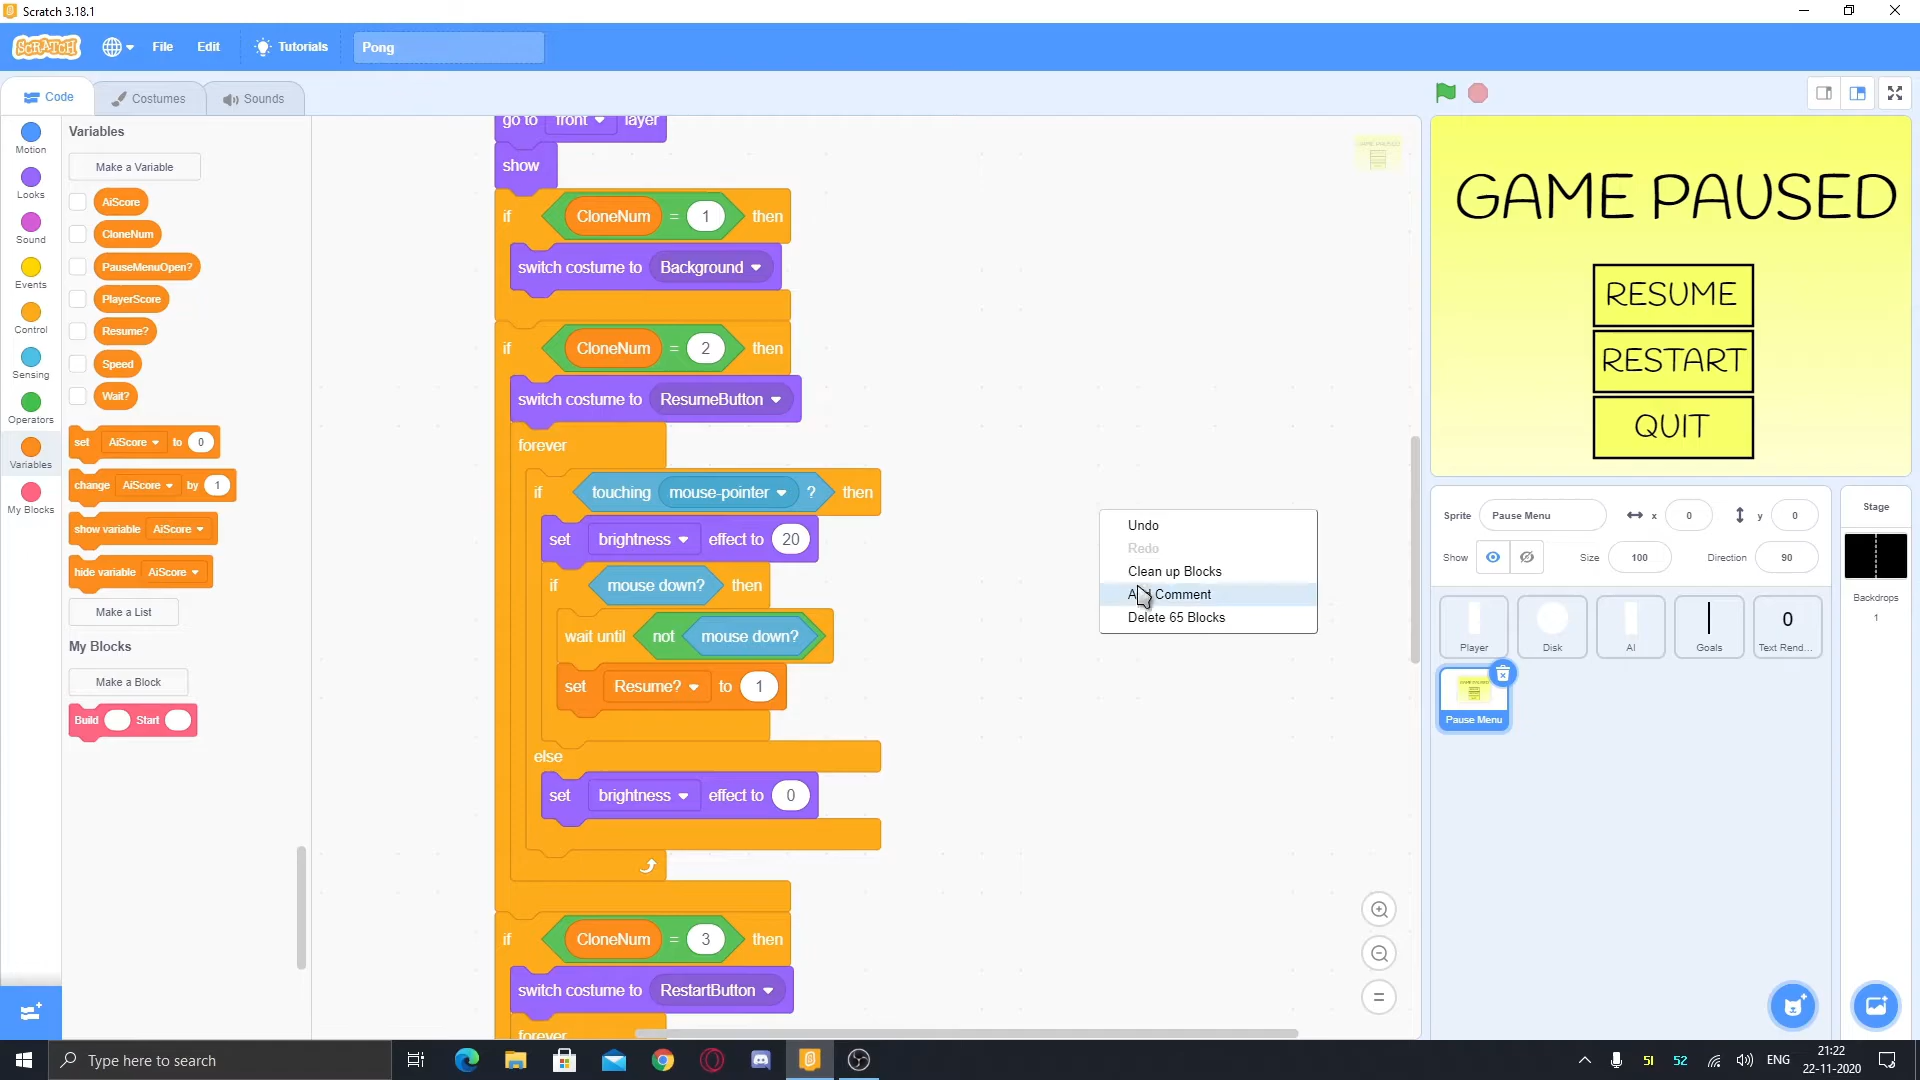 Scratch 3.18.1
SCRATCH
File
Edit
Tutorials
Pong
Code
Costumes
Sounds
Motion
Looks
Sound
Events
Control
Sensing
Operators
Variables
My Blocks
Variables
Make a Variable
AiScore
CloneNum
PauseMenuOpen?
PlayerScore
Resume?
Speed
Wait?
set AiScore to 0
change AiScore by 1
show variable AiScore
hide variable AiScore
Make a List
My Blocks
Make a Block
Build Start
go to front layer
show
if CloneNum = 1 then
switch costume to Background
if CloneNum = 2 then
switch costume to ResumeButton
forever
if touching mouse-pointer ? then
set brightness effect to 20
if mouse down? then
wait until not mouse down?
set Resume? to 1
else
set brightness effect to 0
if CloneNum = 3 then
switch costume to RestartButton
forever
Undo
Redo
Clean up Blocks
Add Comment
Delete 65 Blocks
GAME PAUSED
RESUME
RESTART
QUIT
Sprite Pause Menu x 0 y 0
Show Size 100 Direction 90
Stage
Backdrops
1
Player
Disk
AI
Goals
0
Text Rend...
Pause Menu
Type here to search
51
52
ENG
21:22
22-11-2020